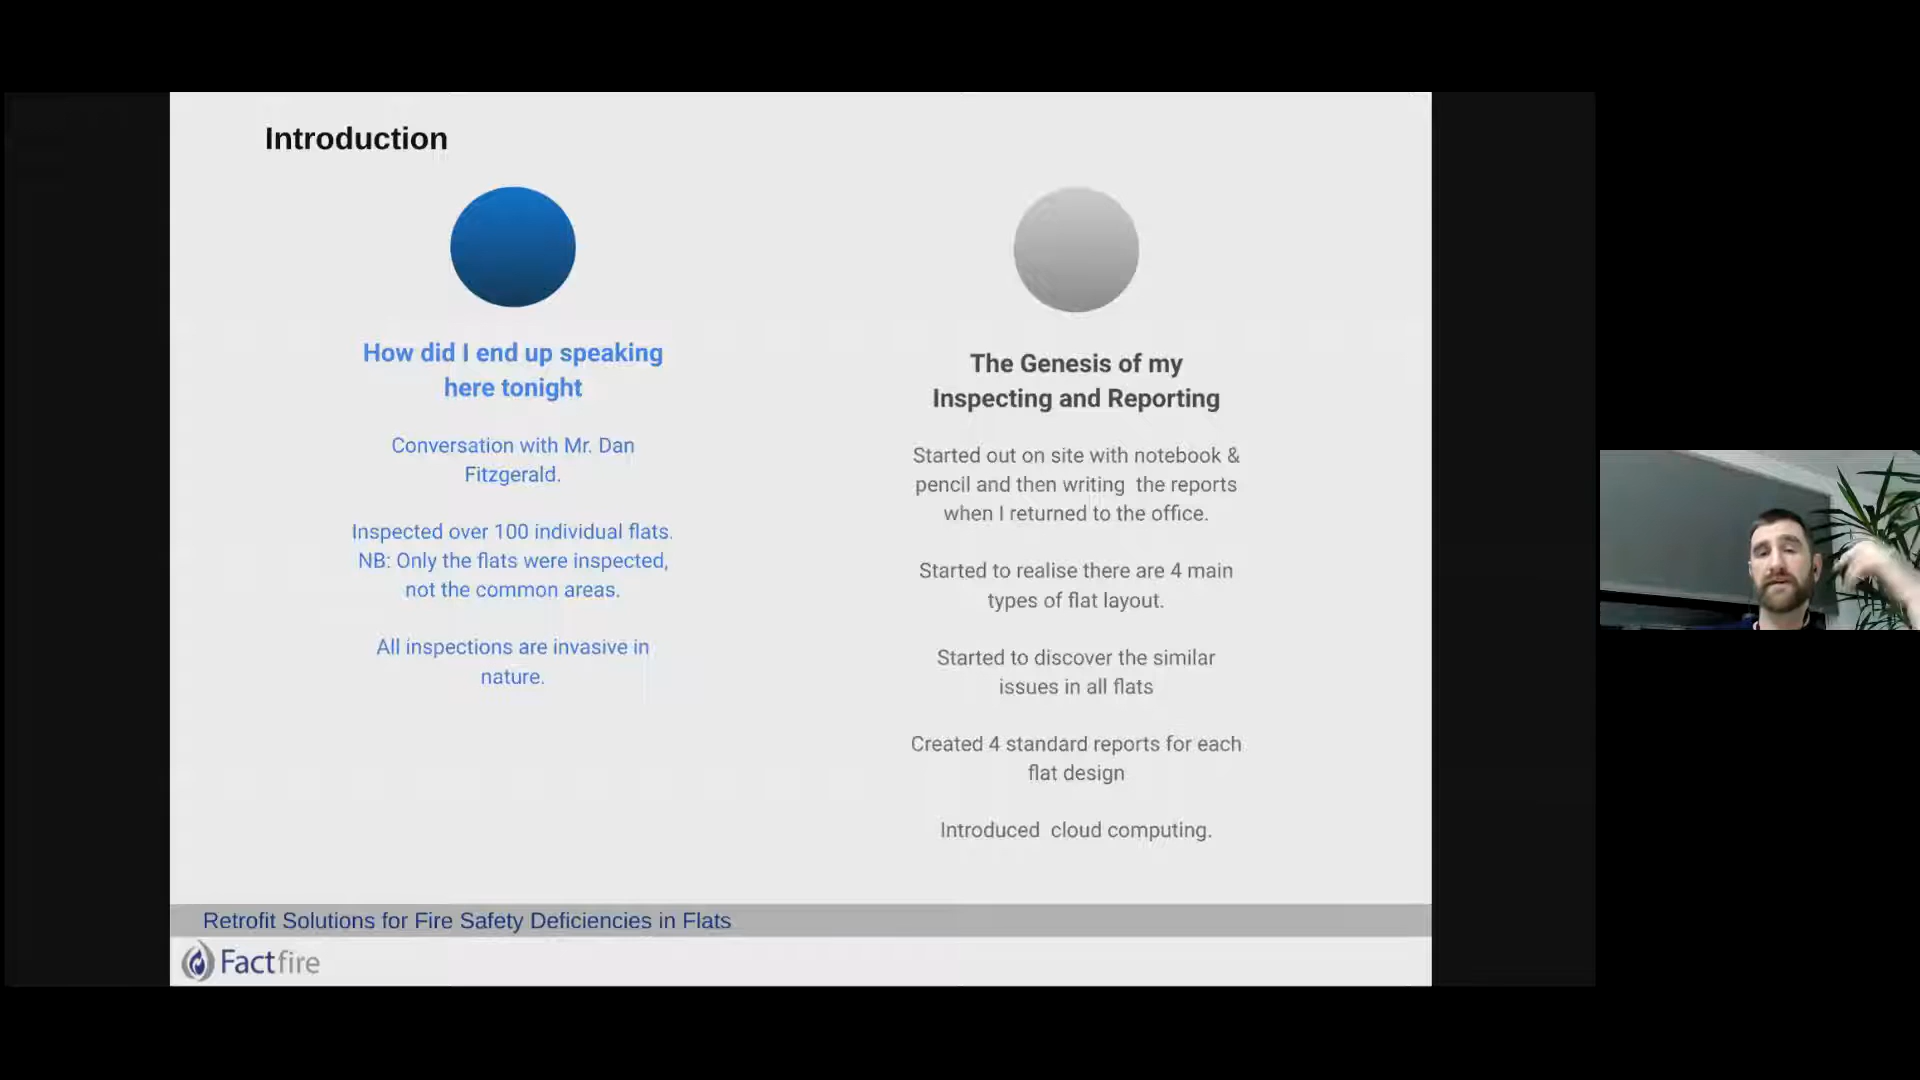 Introduction
How did I end up speaking
here tonight
Conversation with Mr. Dan
Fitzgerald.
Inspected over 100 individual flats.
NB: Only the flats were inspected,
not the common areas.
All inspections are invasive in
nature.
The Genesis of my
Inspecting and Reporting
Started out on site with notebook &
pencil and then writing  the reports
when I returned to the office.
Started to realise there are 4 main
types of flat layout.
Started to discover the similar
issues in all flats
Created 4 standard reports for each
flat design
Introduced  cloud computing.
Retrofit Solutions for Fire Safety Deficiencies in Flats
Factfire